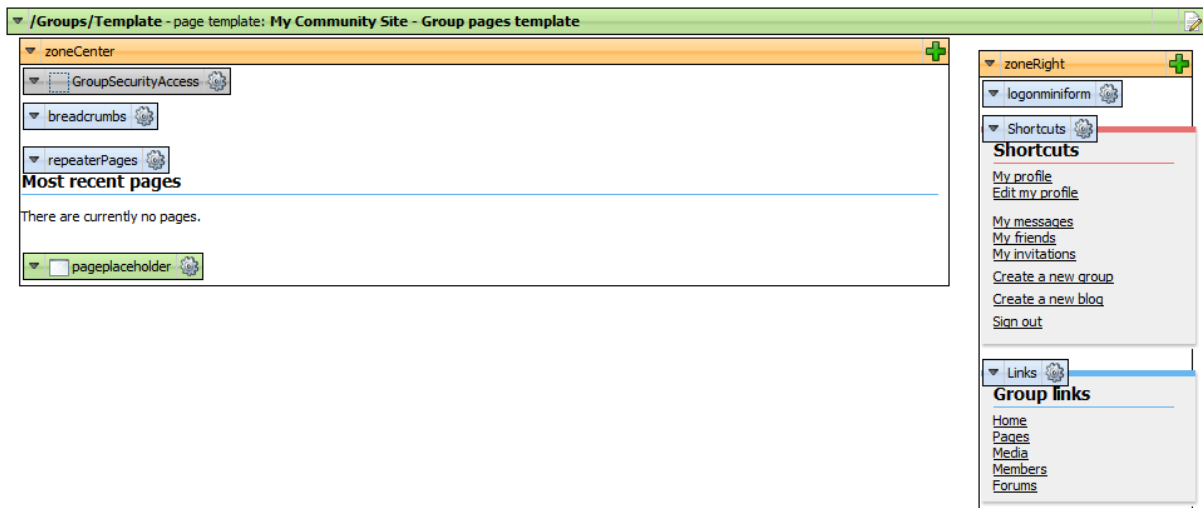 /Groups/Template - page template: My Community Site - Group pages template
zoneCenter
GroupSecurityAccess
breadcrumbs
repeaterPages
Most recent pages
There are currently no pages.
pageplaceholder
zoneRight
logonminiform
Shortcuts
Shortcuts
My profile
Edit my profile
My messages
My friends
My invitations
Create a new group
Create a new blog
Sign out
Links
Group links
Home
Pages
Media
Members
Forums